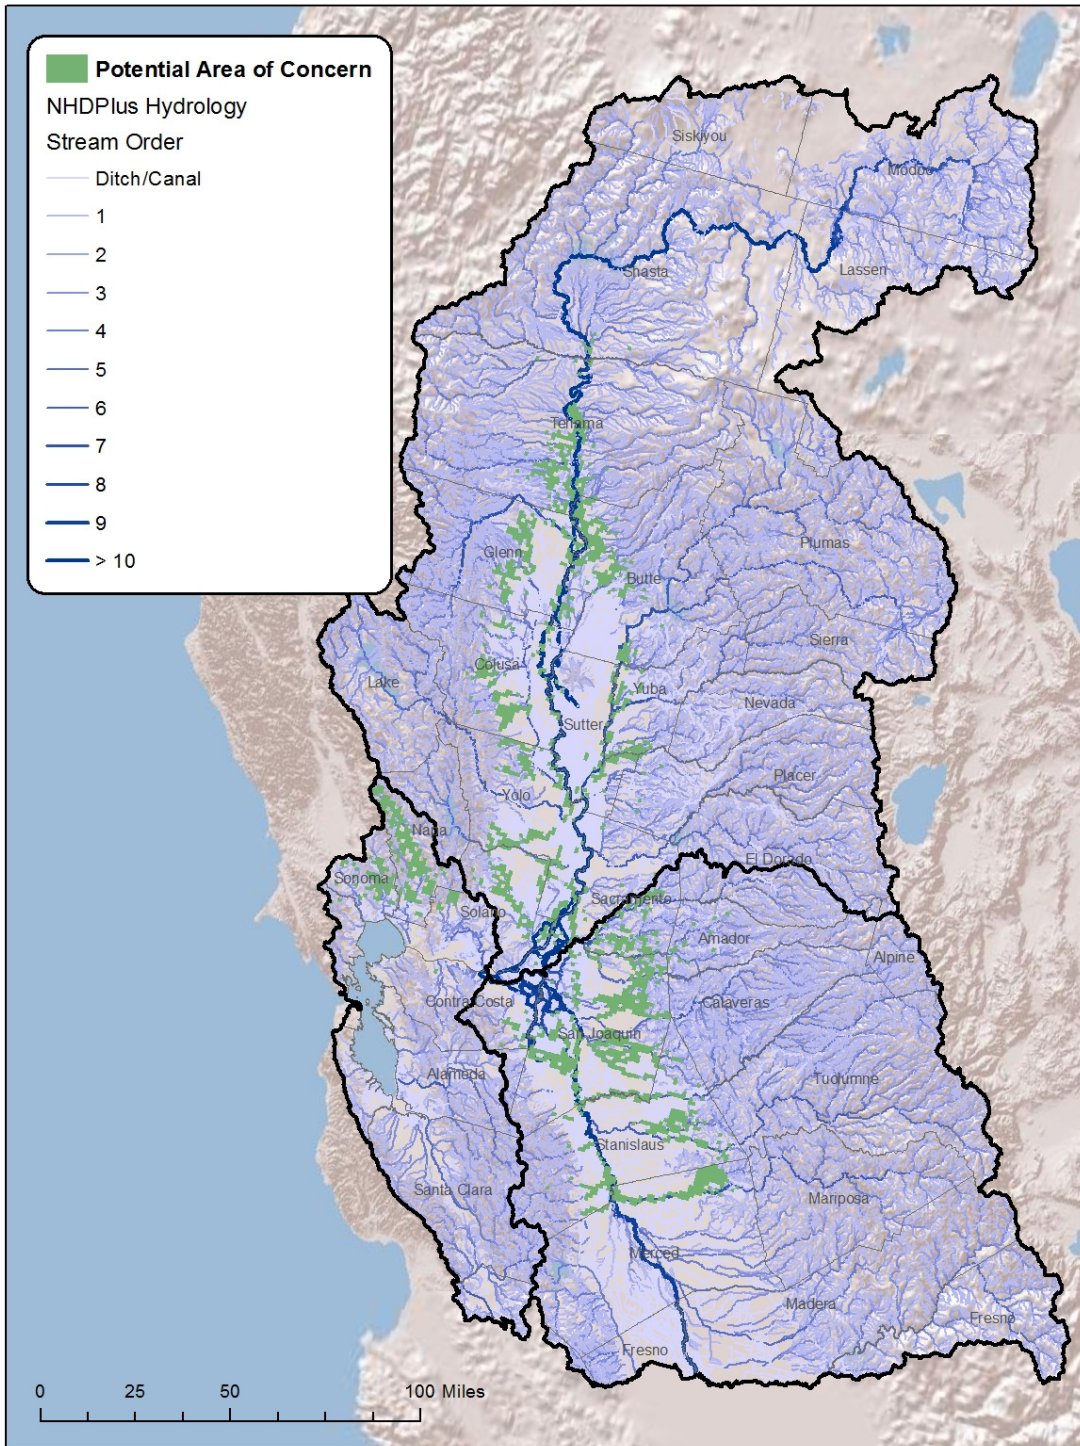 Potential Area of Concern
NHDPlus Hydrology
Stream Order
Ditch/Canal
1
2
3
4
5
6
7
8
9
> 10
Siskiyou
Modoc
Shasta
Lassen
Tehama
Plumas
Glenn
Butte
Sierra
Colusa
Lake
Yuba
Nevada
Sutter
Placer
Yolo
Napa
El Dorado
Sonoma
Sacramento
Solano
Amador
Alpine
Contra Costa
Calaveras
San Joaquin
Alameda
Tuolumne
Stanislaus
Santa Clara
Mariposa
Merced
Madera
Fresno
Fresno
0 25 50 100 Miles